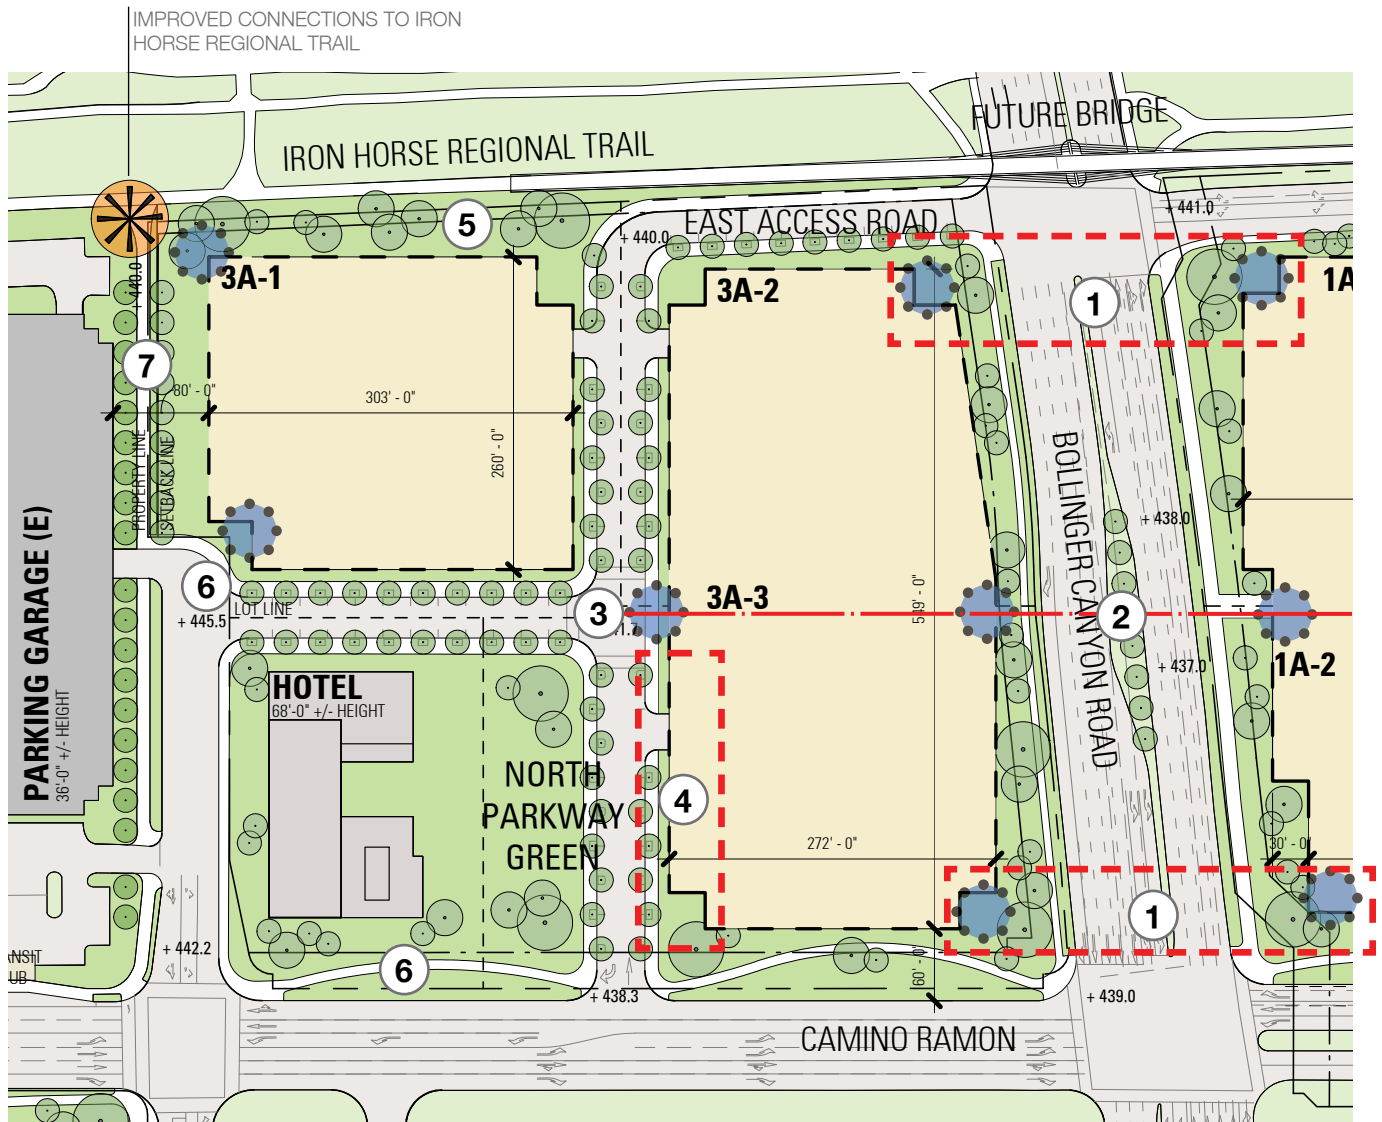 IMPROVED CONNECTIONS TO IRON
HORSE REGIONAL TRAIL
FUTURE BRIDGE
IRON HORSE REGIONAL TRAIL
+ 441.0
EAST ACCESS ROAD
5
+ 440.0
+ 440.0
3A-1
3A-2
1A
1
7
80' - 0"
303' - 0"
260' - 0"
PROPERTY LINE
SETBACK LINE
BOLLINGER CANYON ROAD
+ 438.0
PARKING GARAGE (E)
36'-0" +/- HEIGHT
6
LOT LINE
+ 445.5
3
3A-3
549' - 0"
2
1A-2
+ 437.0
HOTEL
68'-0" +/- HEIGHT
NORTH
PARKWAY
GREEN
4
272' - 0"
30' - 0"
1
+ 442.2
ANSIT
UB
6
60' - 0"
+ 438.3
+ 439.0
CAMINO RAMON